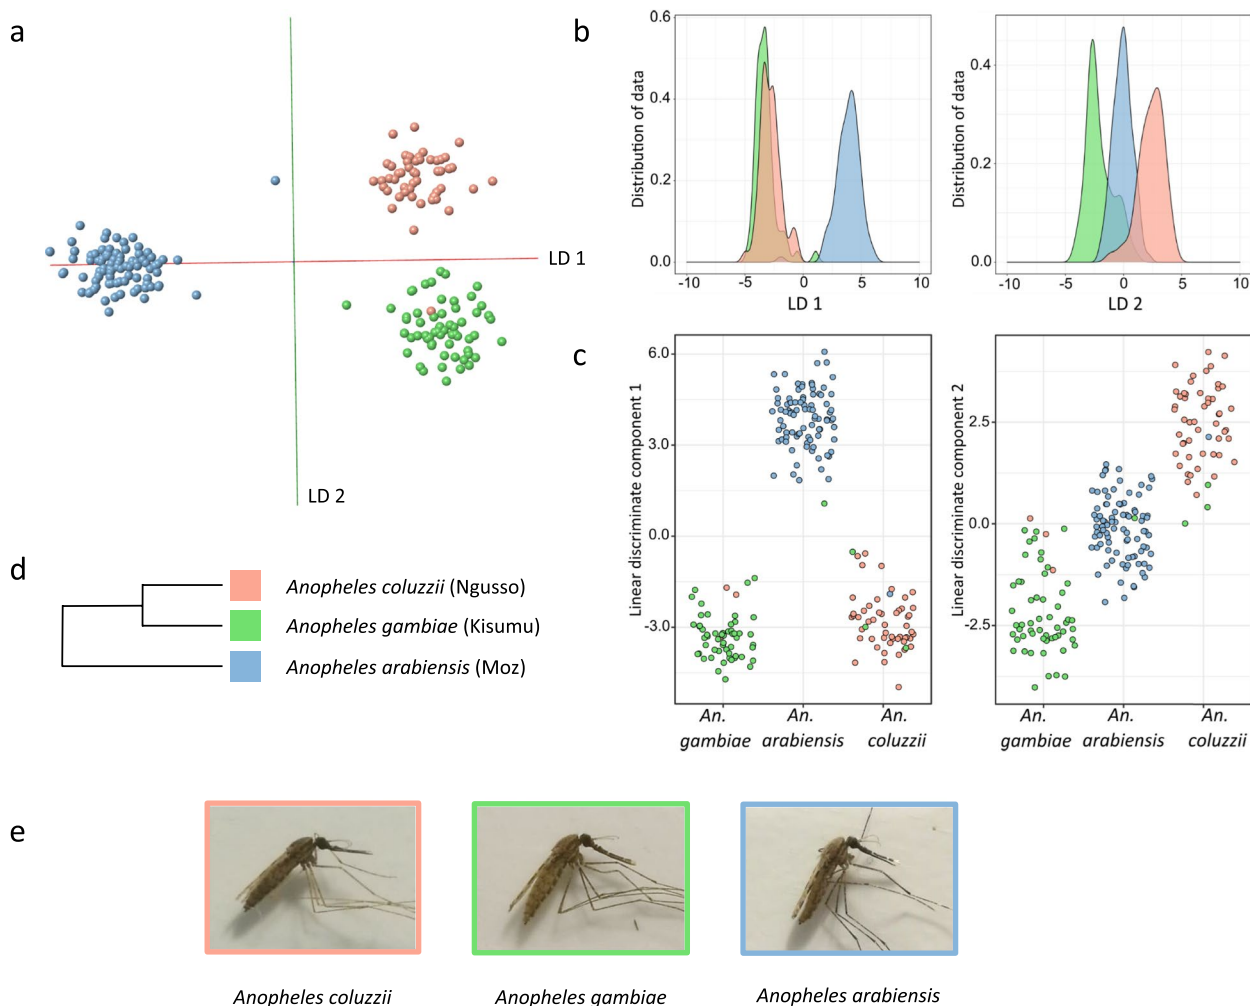 a
LD 1
LD 2
b
Distribution of data
0.6
0.4
0.2
0.0
-10 -5 0 5 10
LD 1
Distribution of data
0.4
0.2
0.0
-10 -5 0 5 10
LD 2
c
Linear discriminate component 1
6.0
3.0
0.0
-3.0
An. gambiae
An. arabiensis
An. coluzzii
Linear discriminate component 2
2.5
0.0
-2.5
An. gambiae
An. arabiensis
An. coluzzii
d
Anopheles coluzzii (Ngusso)
Anopheles gambiae (Kisumu)
Anopheles arabiensis (Moz)
e
Anopheles coluzzii
Anopheles gambiae
Anopheles arabiensis